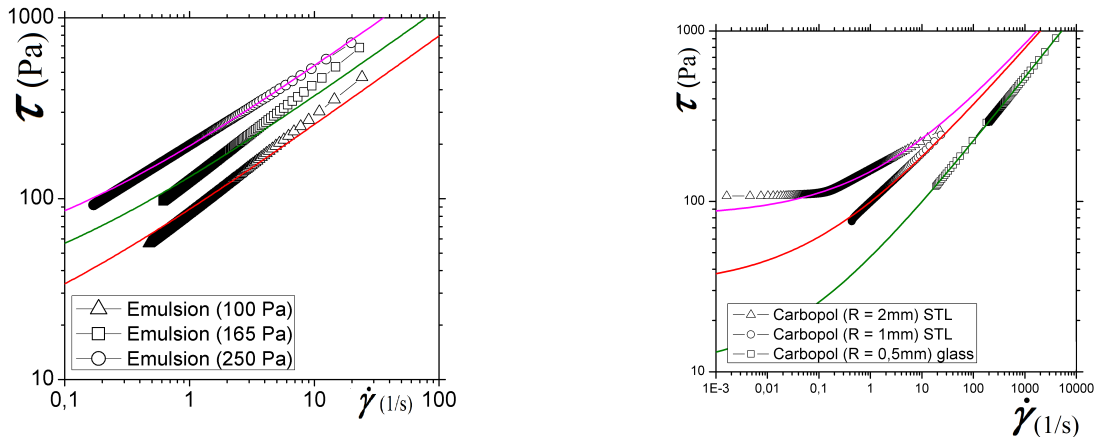 1000
100
10
τ (Pa)
0,1
1
10
100
γ̇ (1/s)
Emulsion (100 Pa)
Emulsion (165 Pa)
Emulsion (250 Pa)
1000
100
10
τ (Pa)
1E-3
0,01
0,1
1
10
100
1000
10000
γ̇ (1/s)
Carbopol (R = 2mm) STL
Carbopol (R = 1mm) STL
Carbopol (R = 0,5mm) glass